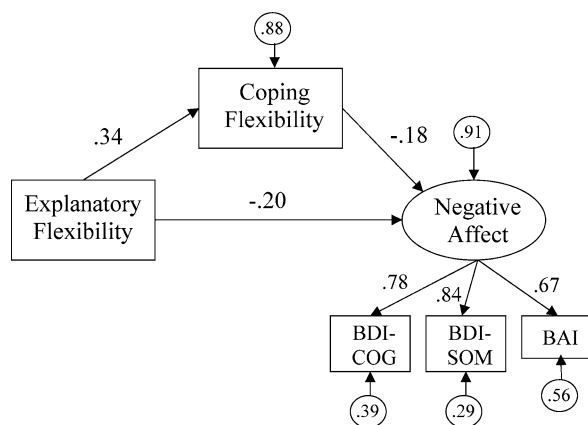 .88
Coping
Flexibility
.34
-.18
.91
Explanatory
Flexibility
-.20
Negative
Affect
.78
.84
.67
BDI-
COG
BDI-
SOM
BAI
.39
.29
.56